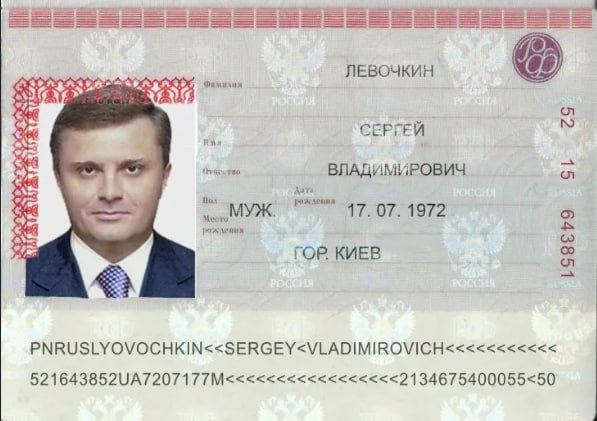 РФ
ЛЕВОЧКИН
Фамилия
СЕРГЕЙ
Имя
Отчество ВЛАДИМИРОВИЧ
Пол МУЖ. Дата рождения 17. 07. 1972
Место рождения ГОР. КИЕВ
52 15 643851
РОССИЯ
PNRUSLYOVOCHKIN<<SERGEY<VLADIMIROVICH<<<<<<<<<<<
521643852UA7207177M<<<<<<<<<<<<<<<<<2134675400055<50